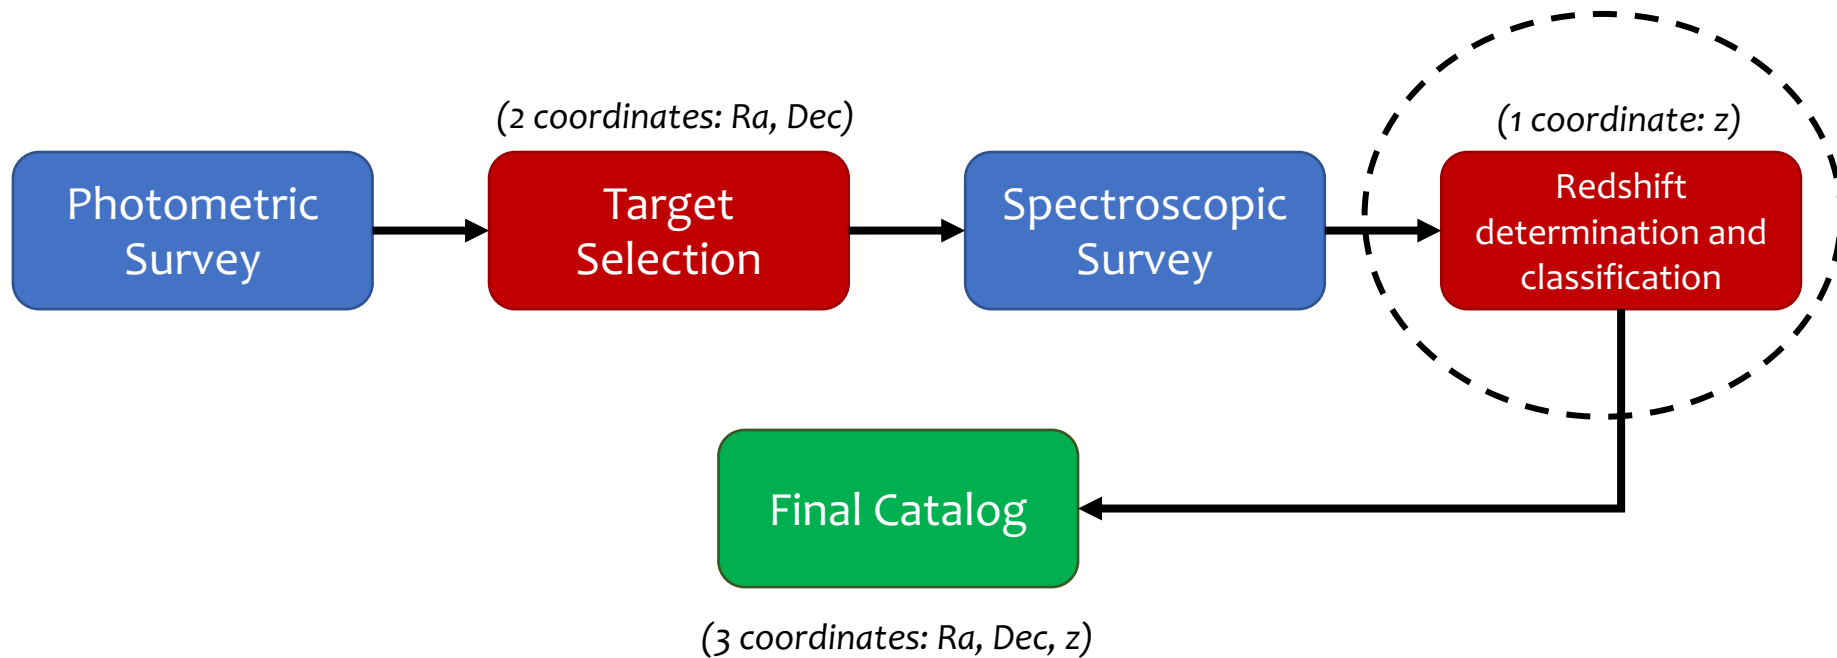 (2 coordinates: Ra, Dec)
(1 coordinate: z)
Photometric
Survey
Target
Selection
Spectroscopic
Survey
Redshift
determination and
classification
Final Catalog
(3 coordinates: Ra, Dec, z)